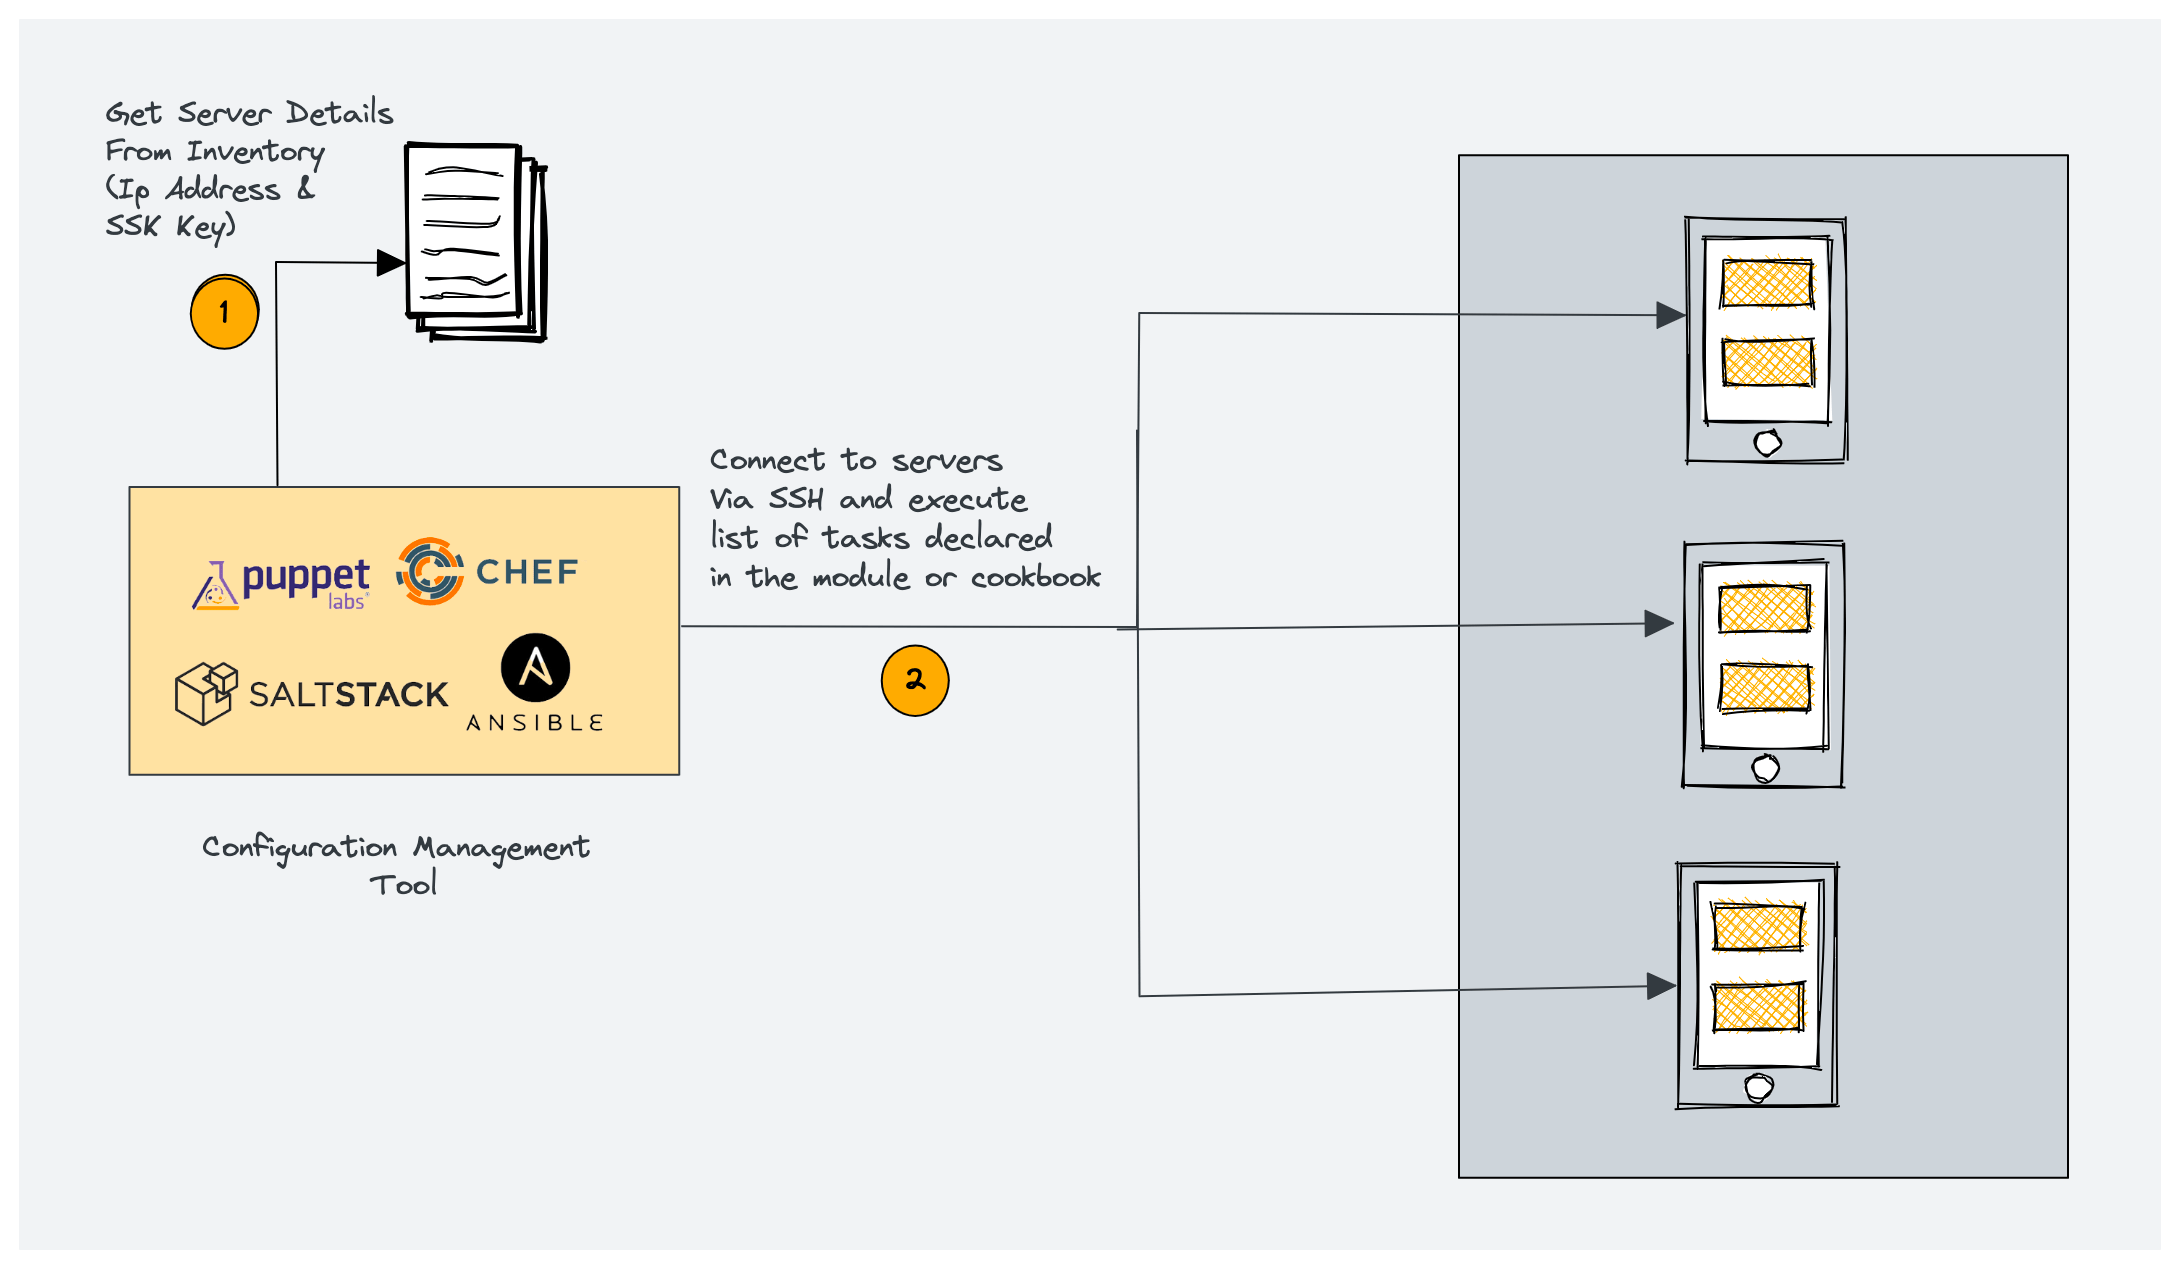 Get Server Details
From Inventory
(Ip Address &
SSK Key)
1
Connect to servers
Via SSH and execute
list of tasks declared
in the module or cookbook
2
puppet
labs®
CHEF
SALTSTACK
A
ANSIBLE
Configuration Management
Tool